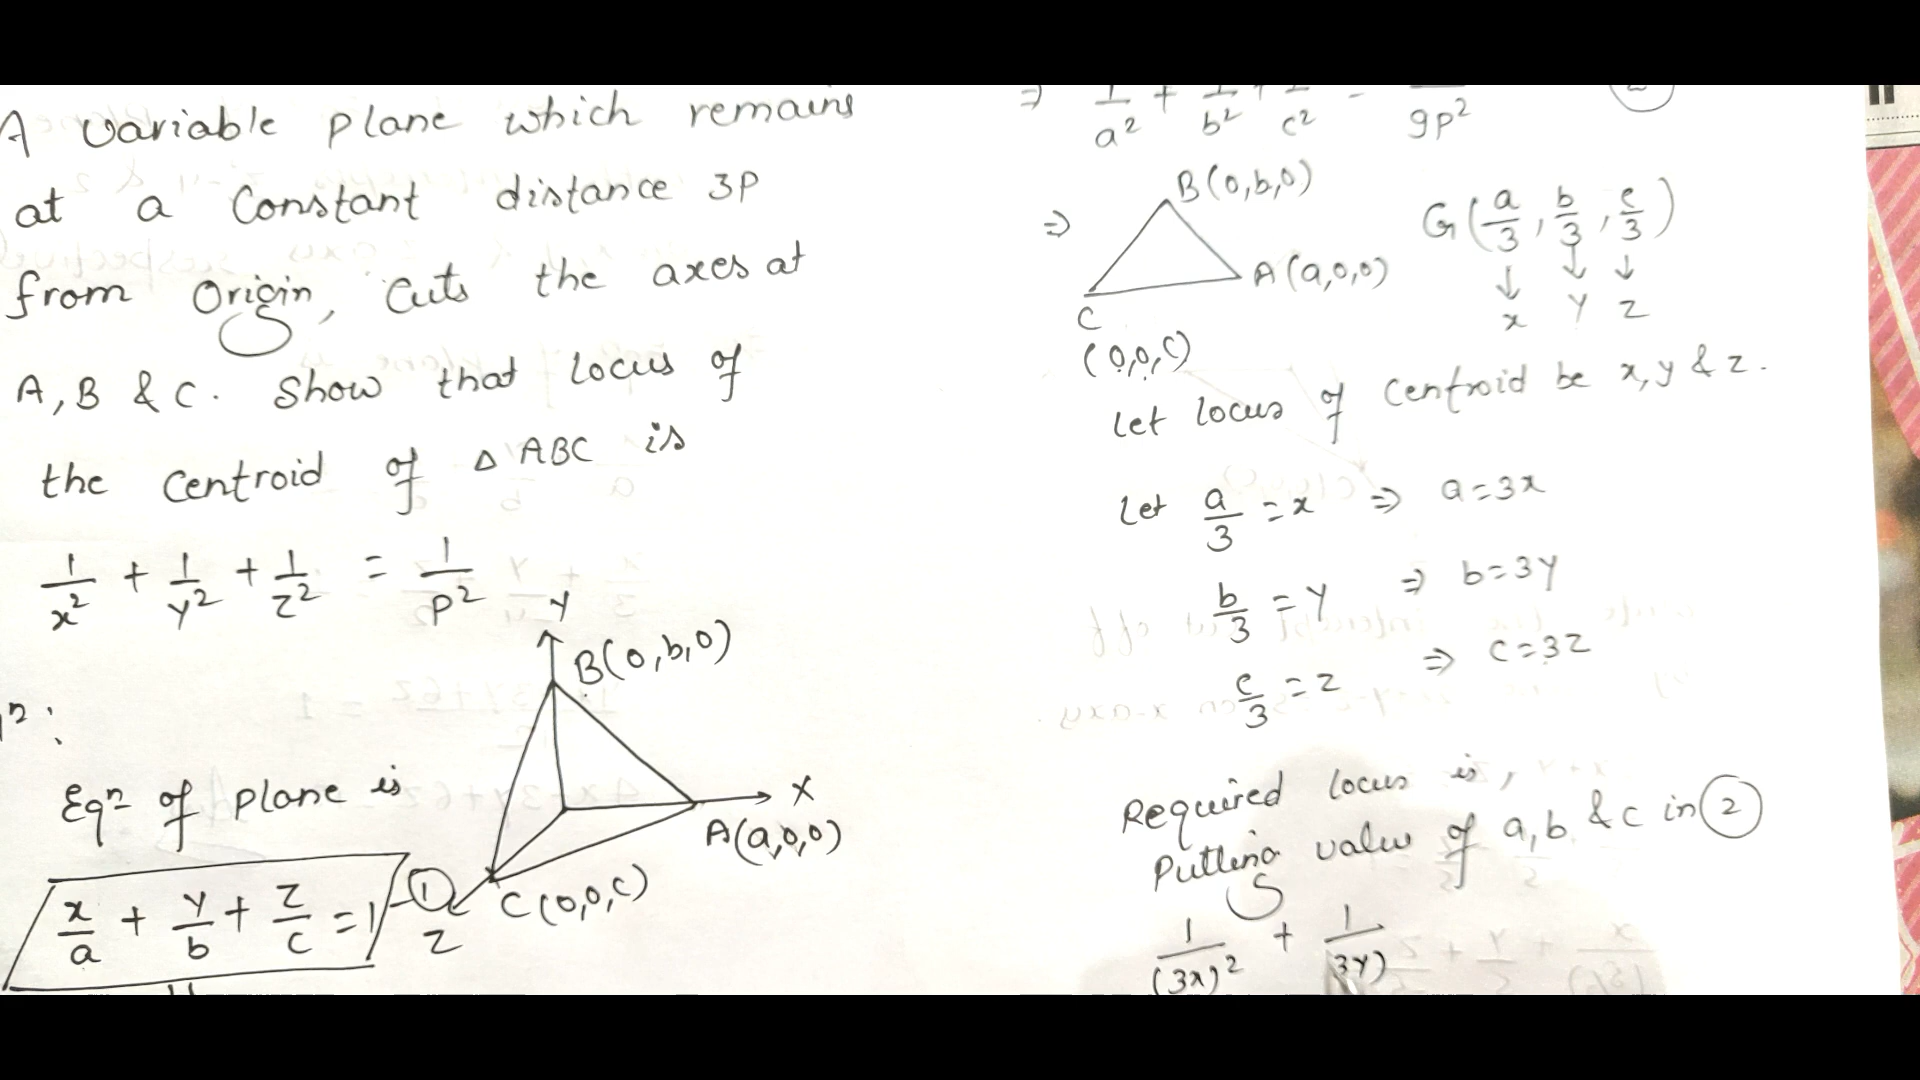 A variable plane which remains
at a Constant distance 3P
from Origin, Cuts the axes at
A, B & C. Show that locus of
the Centroid of △ ABC is
1/x² + 1/y² + 1/z² = 1/p²
Y
B(0,b,0)
X
A(a,0,0)
C(0,0,c)
Z
Eqⁿ of plane is
x/a + y/b + z/c = 1 - ①
⇒ 1/a² + 1/b² + 1/c² = 1/9p² ②
⇒ B(0,b,0)
A(a,0,0)
C
(0,0,c)
G(a/3, b/3, c/3)
↓ ↓ ↓
x y z
Let locus of Centroid be x, y & z.
Let a/3 = x ⇒ a=3x
b/3 = y ⇒ b=3y
c/3 = z ⇒ c=3z
Required locus is,
Putting value of a, b & c in ②
1/(3x)² + 1/(3y)